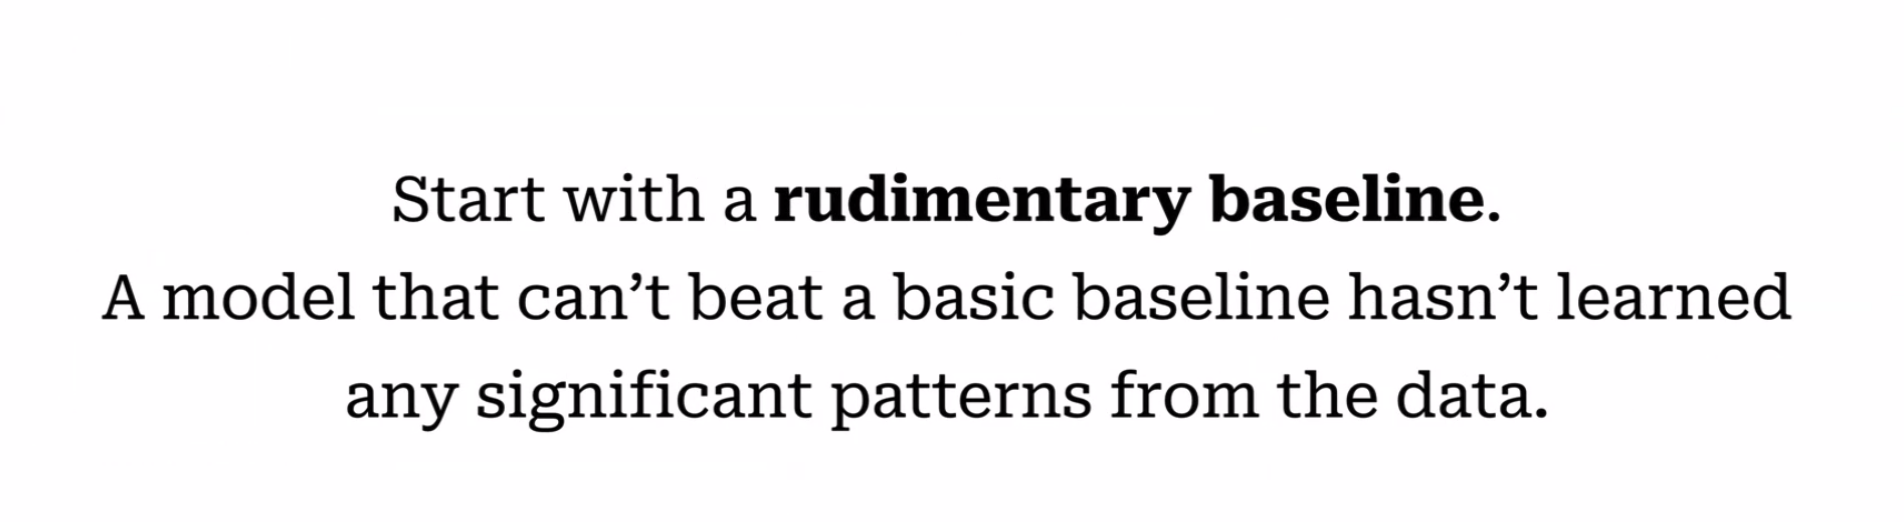 Start with a rudimentary baseline.
A model that can’t beat a basic baseline hasn’t learned
any significant patterns from the data.